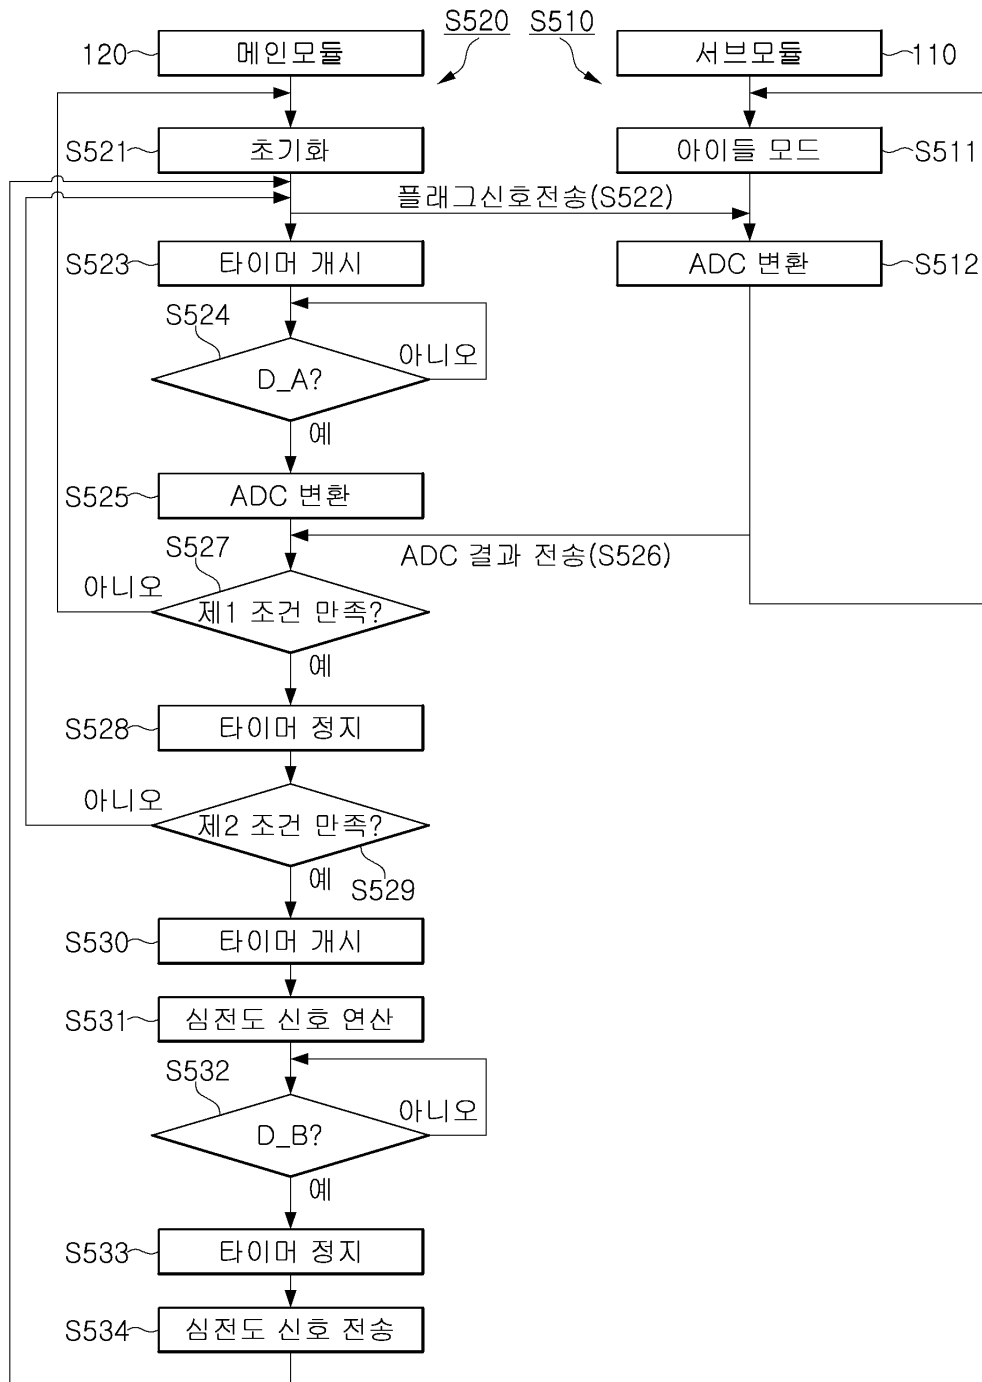 S520 S510
120 메인모듈 서브모듈 110
S521 초기화 아이들 모드 S511
플래그신호전송(S522)
S523 타이머 개시 ADC 변환 S512
S524
아니오
D_A?
예
S525 ADC 변환
S527 ADC 결과 전송(S526)
아니오
제1 조건 만족?
예
S528 타이머 정지
아니오
제2 조건 만족?
예 S529
S530 타이머 개시
S531 심전도 신호 연산
S532
아니오
D_B?
예
S533 타이머 정지
S534 심전도 신호 전송